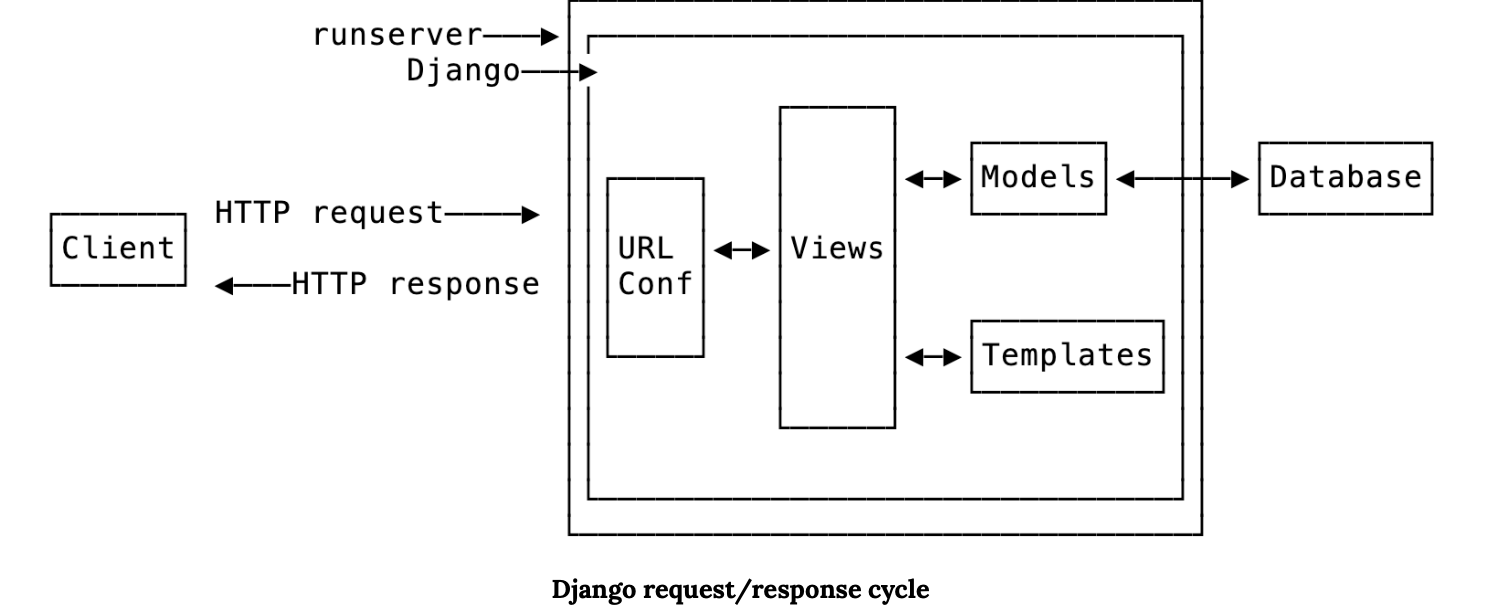 runserver
Django
Models
Database
HTTP request
Client
URL
Conf
Views
HTTP response
Templates
Django request/response cycle